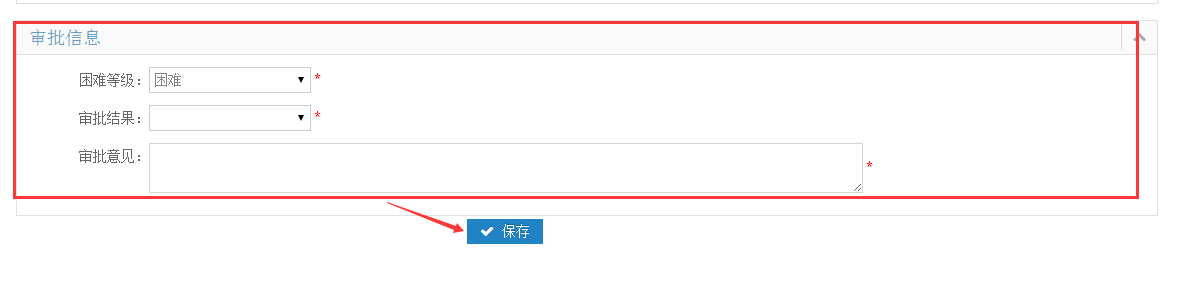 审批信息
困难等级： 困难 *
审批结果： *
审批意见： *
保存